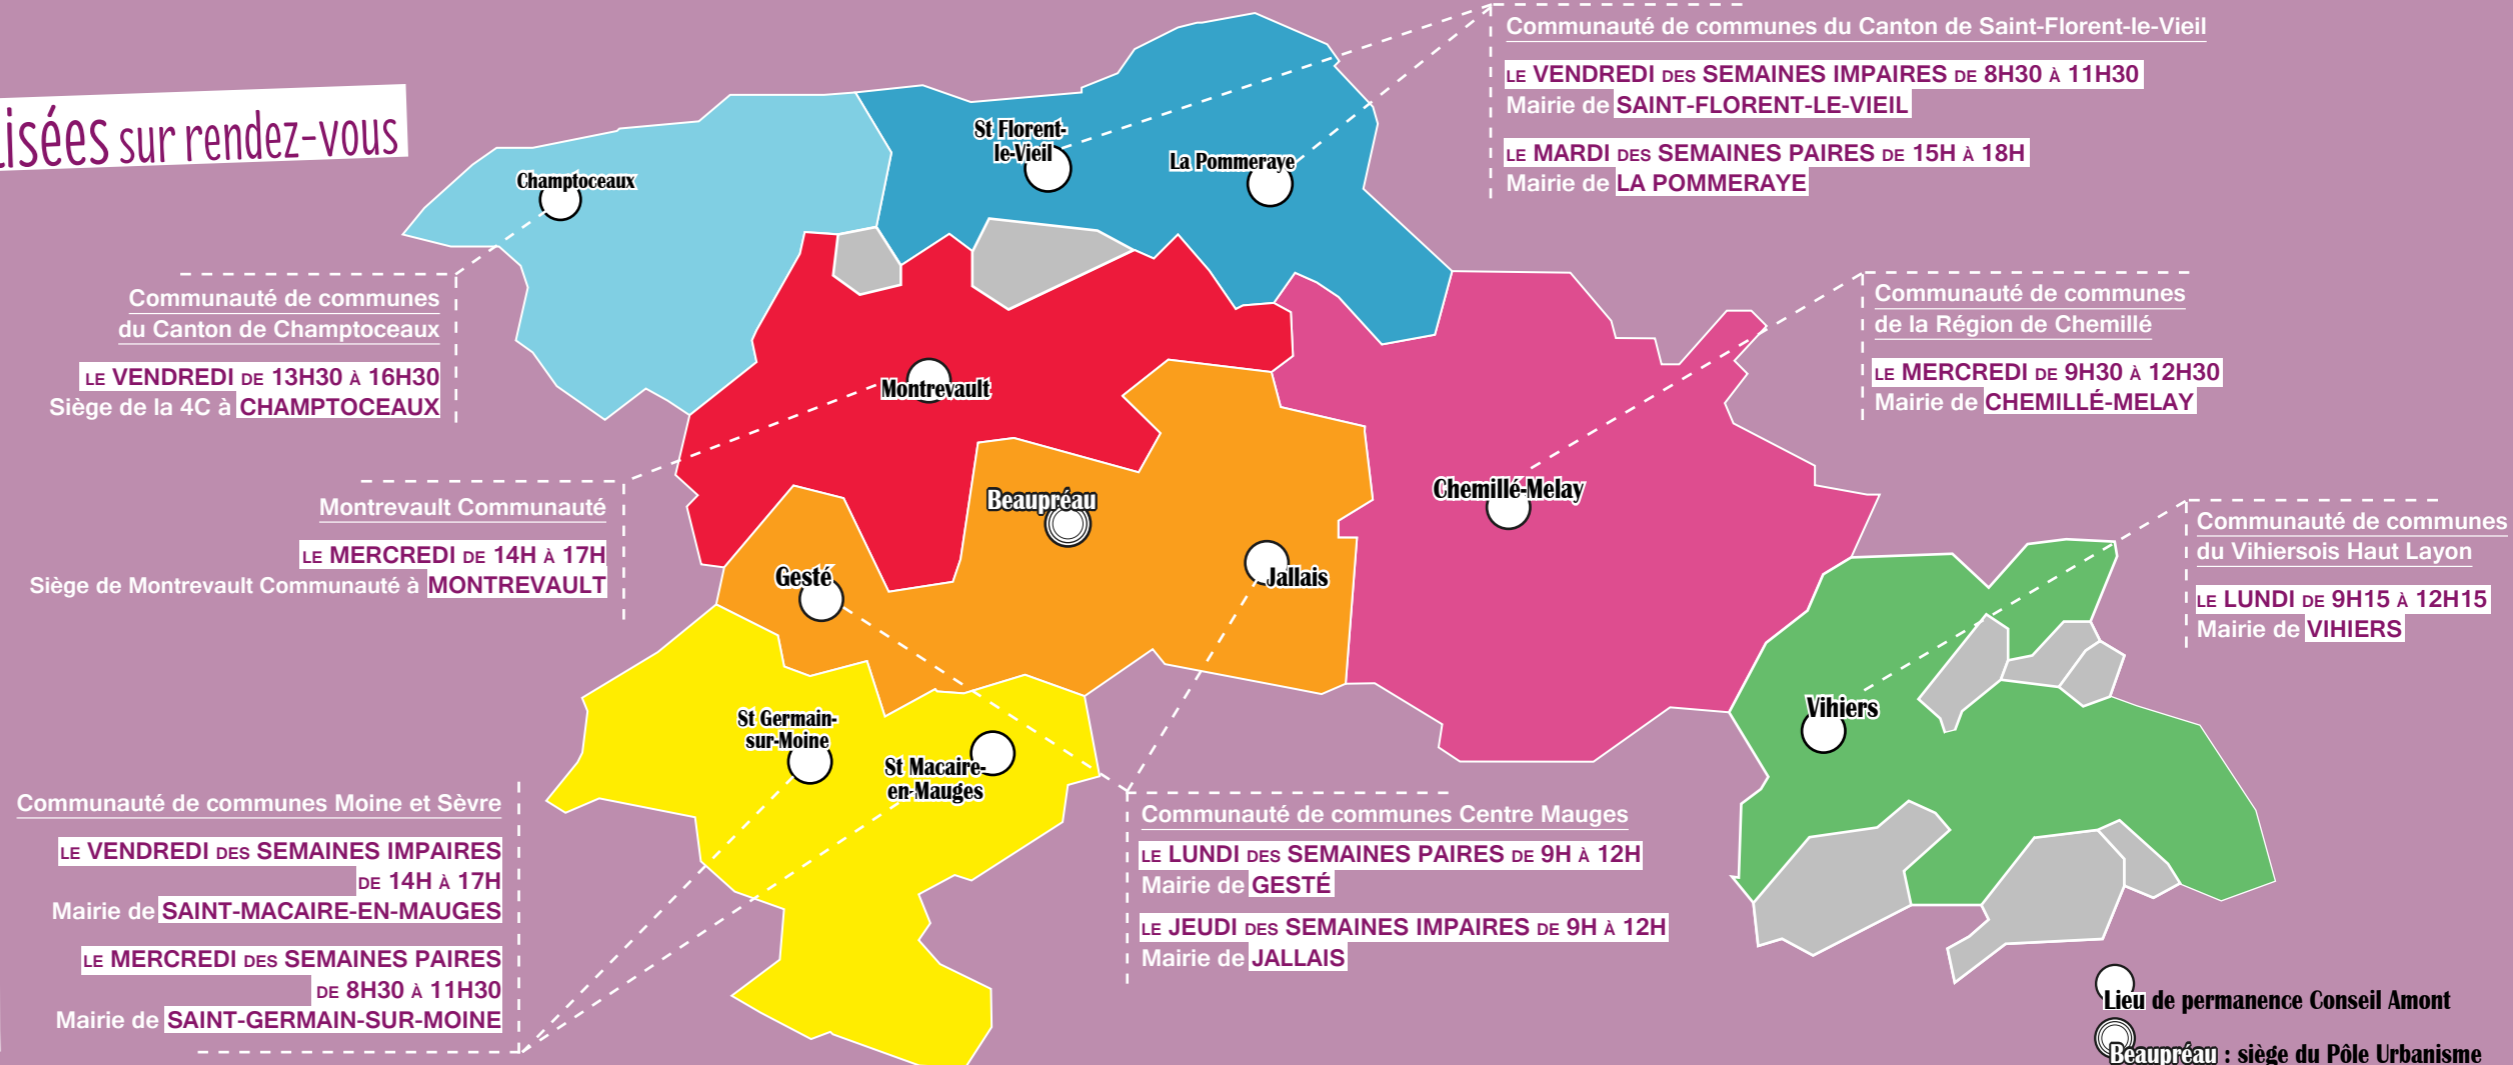 lisées sur rendez-vous
Communauté de communes du Canton de Saint-Florent-le-Vieil
LE VENDREDI DES SEMAINES IMPAIRES DE 8H30 À 11H30
Mairie de SAINT-FLORENT-LE-VIEIL
LE MARDI DES SEMAINES PAIRES DE 15H À 18H
Mairie de LA POMMERAYE
St Florent-
le-Vieil
La Pommeraye
Champtoceaux
Communauté de communes
du Canton de Champtoceaux
LE VENDREDI DE 13H30 À 16H30
Siège de la 4C à CHAMPTOCEAUX
Communauté de communes
de la Région de Chemillé
LE MERCREDI DE 9H30 À 12H30
Mairie de CHEMILLÉ-MELAY
Montrevault
Montrevault Communauté
LE MERCREDI DE 14H À 17H
Siège de Montrevault Communauté à MONTREVAULT
Beaupréau
Chemillé-Melay
Gesté
Jallais
Communauté de communes
du Vihiersois Haut Layon
LE LUNDI DE 9H15 À 12H15
Mairie de VIHIERS
Vihiers
St Germain-
sur-Moine
St Macaire-
en-Mauges
Communauté de communes Moine et Sèvre
LE VENDREDI DES SEMAINES IMPAIRES
DE 14H À 17H
Mairie de SAINT-MACAIRE-EN-MAUGES
LE MERCREDI DES SEMAINES PAIRES
DE 8H30 À 11H30
Mairie de SAINT-GERMAIN-SUR-MOINE
Communauté de communes Centre Mauges
LE LUNDI DES SEMAINES PAIRES DE 9H À 12H
Mairie de GESTÉ
LE JEUDI DES SEMAINES IMPAIRES DE 9H À 12H
Mairie de JALLAIS
Lieu de permanence Conseil Amont
Beaupréau : siège du Pôle Urbanisme